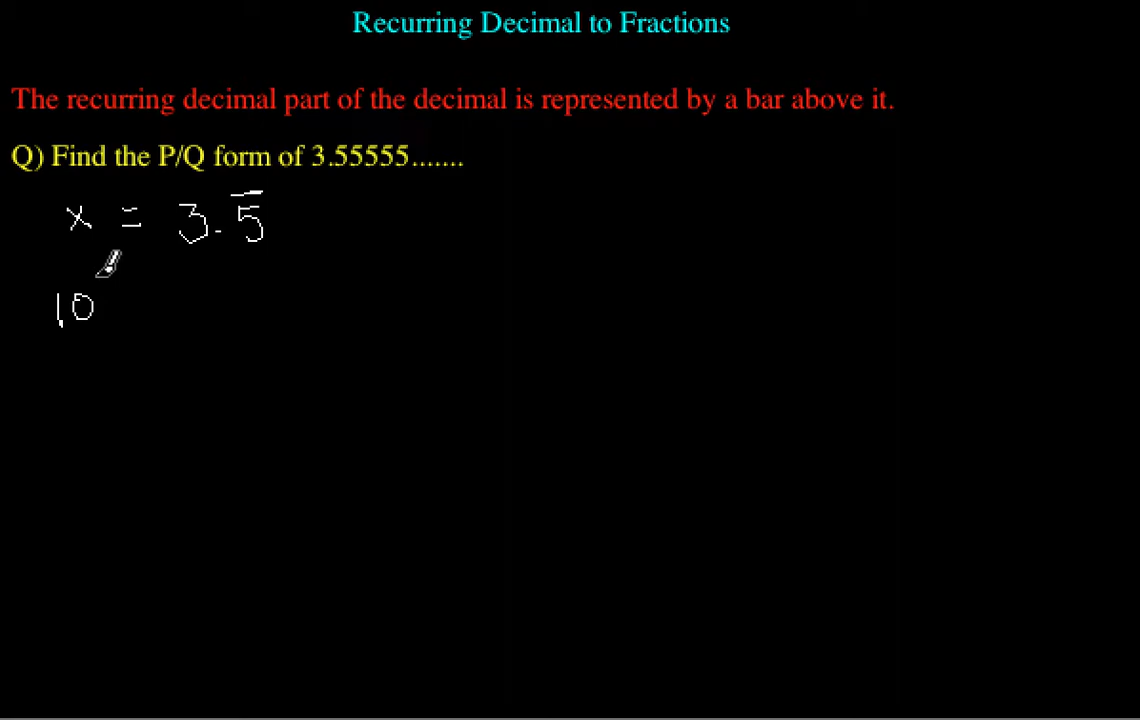 Recurring Decimal to Fractions
The recurring decimal part of the decimal is represented by a bar above it.
Q) Find the P/Q form of 3.55555.......
x = 3.5̅
10